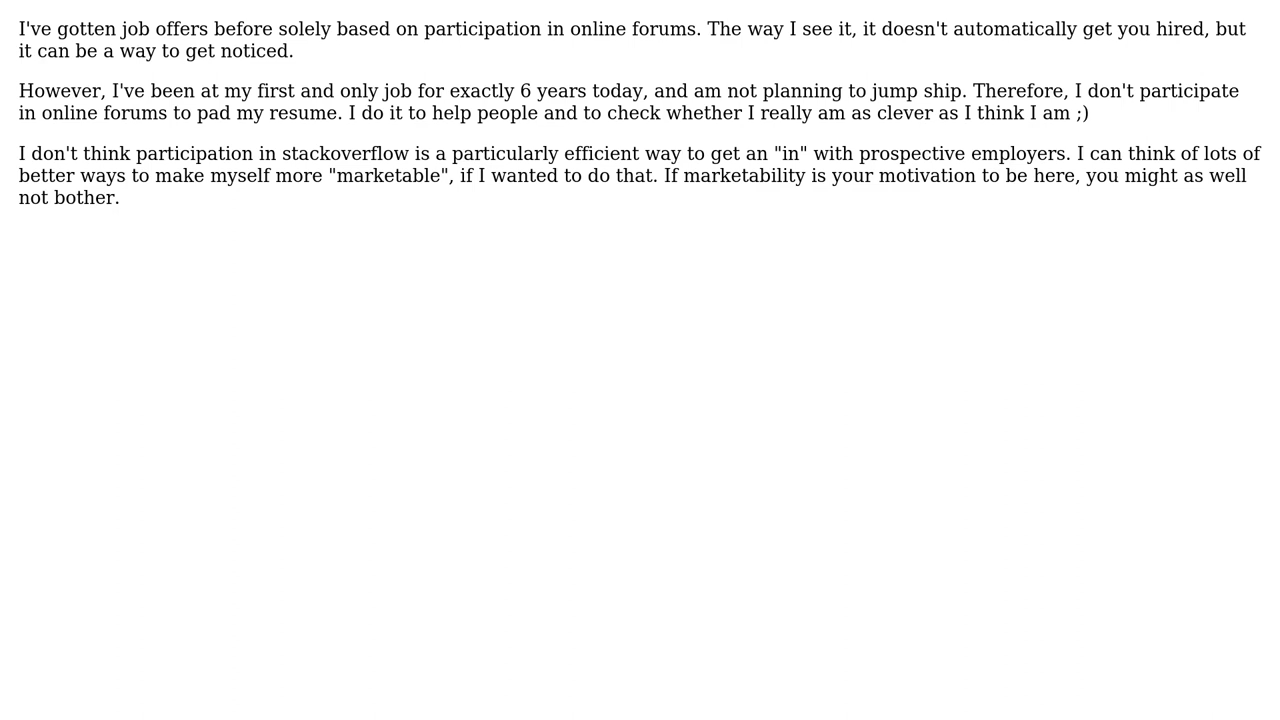 I've gotten job offers before solely based on participation in online forums. The way I see it, it doesn't automatically get you hired, but
it can be a way to get noticed.
However, I've been at my first and only job for exactly 6 years today, and am not planning to jump ship. Therefore, I don't participate
in online forums to pad my resume. I do it to help people and to check whether I really am as clever as I think I am ;)
I don't think participation in stackoverflow is a particularly efficient way to get an "in" with prospective employers. I can think of lots of
better ways to make myself more "marketable", if I wanted to do that. If marketability is your motivation to be here, you might as well
not bother.